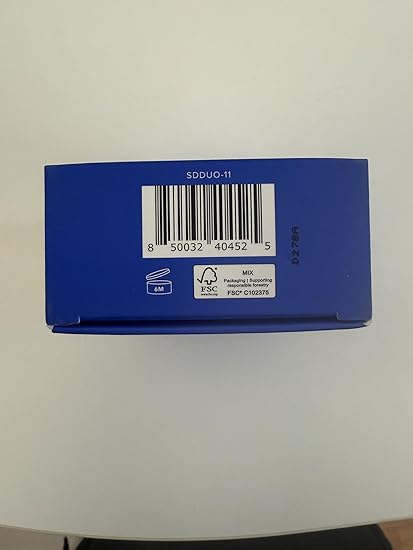 SDDUO-11
8 50032 40452 5
D278A
6M
FSC
www.fsc.org
MIX
Packaging | Supporting
responsible forestry
FSC® C102375